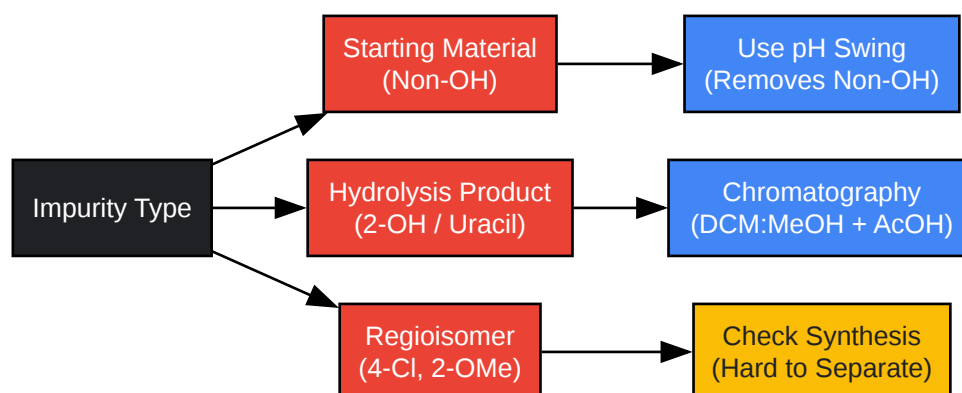 Starting Material
(Non-OH)
Use pH Swing
(Removes Non-OH)
Impurity Type
Hydrolysis Product
(2-OH / Uracil)
Chromatography
(DCM:MeOH + AcOH)
Regioisomer
(4-Cl, 2-OMe)
Check Synthesis
(Hard to Separate)